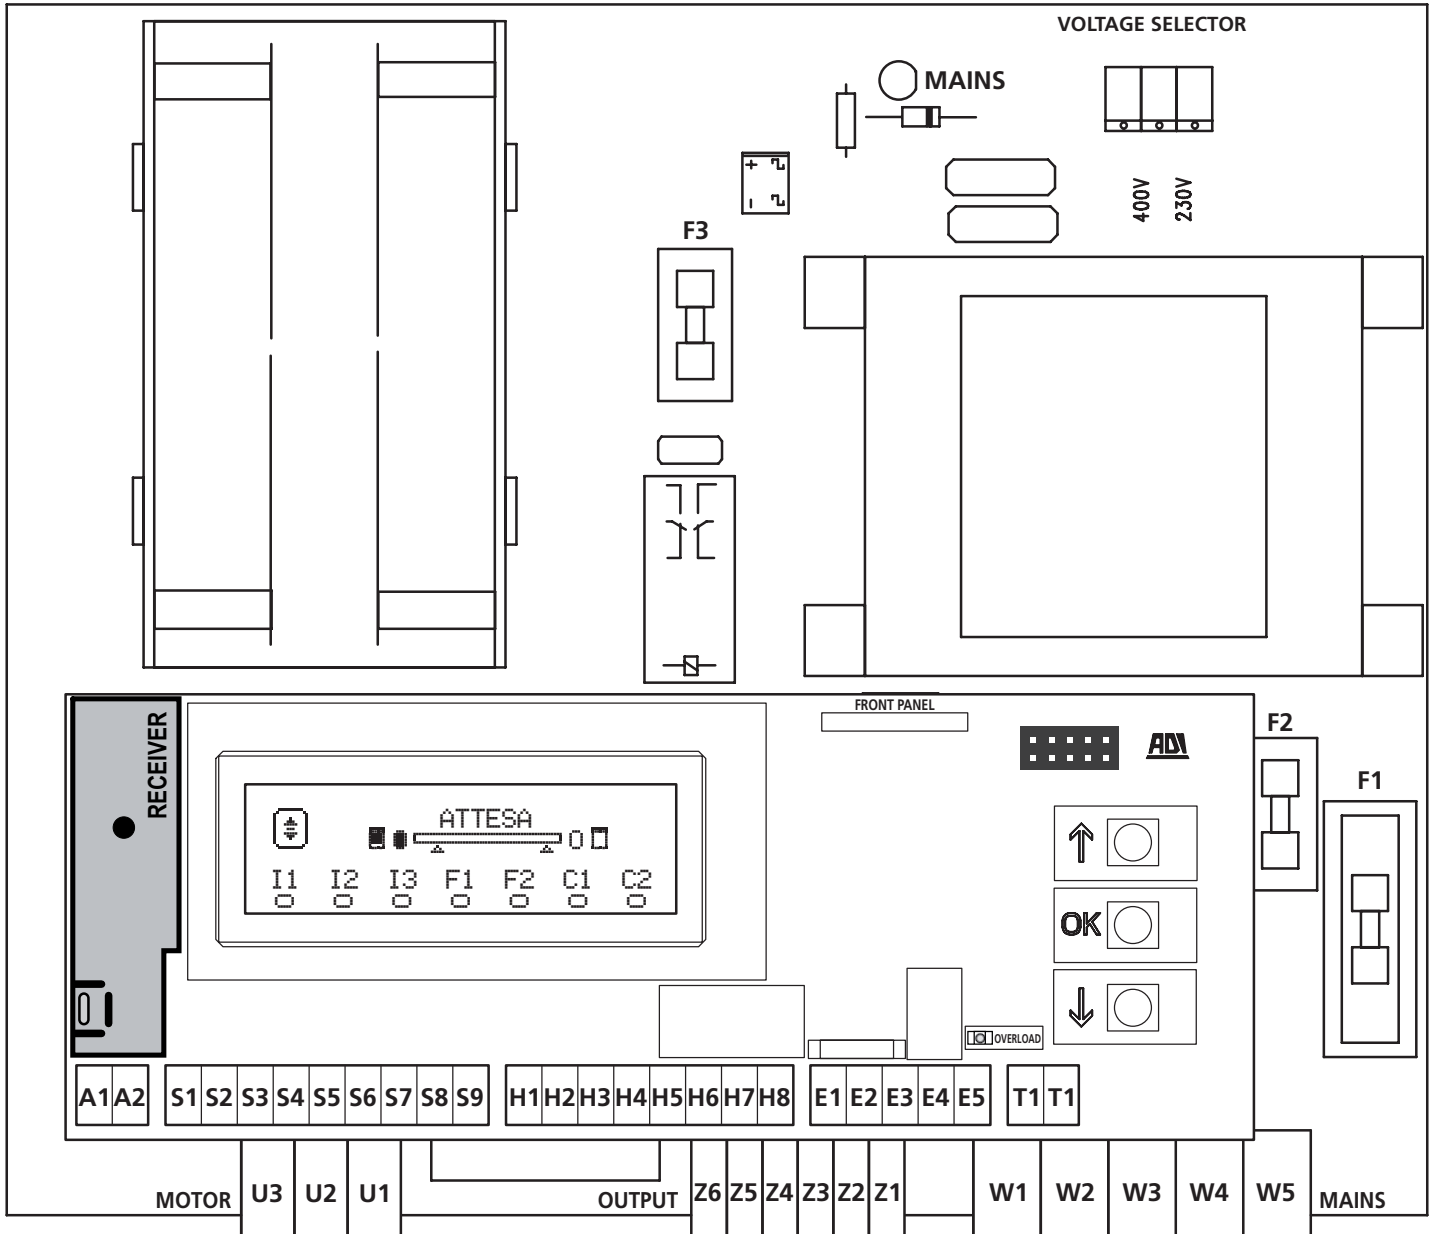 VOLTAGE SELECTOR
MAINS
400V
230V
F3
RECEIVER
FRONT PANEL
ADI
F2
F1
ATTESA
I1 I2 I3 F1 F2 C1 C2
OK
OVERLOAD
A1 A2 S1 S2 S3 S4 S5 S6 S7 S8 S9 H1 H2 H3 H4 H5 H6 H7 H8 E1 E2 E3 E4 E5 T1 T1
MOTOR U3 U2 U1 OUTPUT Z6 Z5 Z4 Z3 Z2 Z1 W1 W2 W3 W4 W5 MAINS